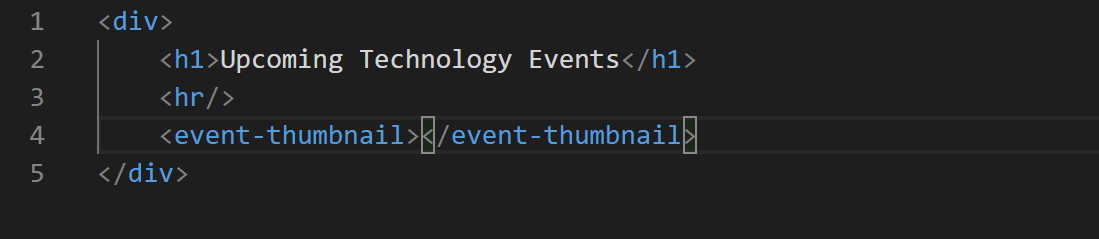 1 <div>
2 <h1>Upcoming Technology Events</h1>
3 <hr/>
4 <event-thumbnail></event-thumbnail>
5 </div>